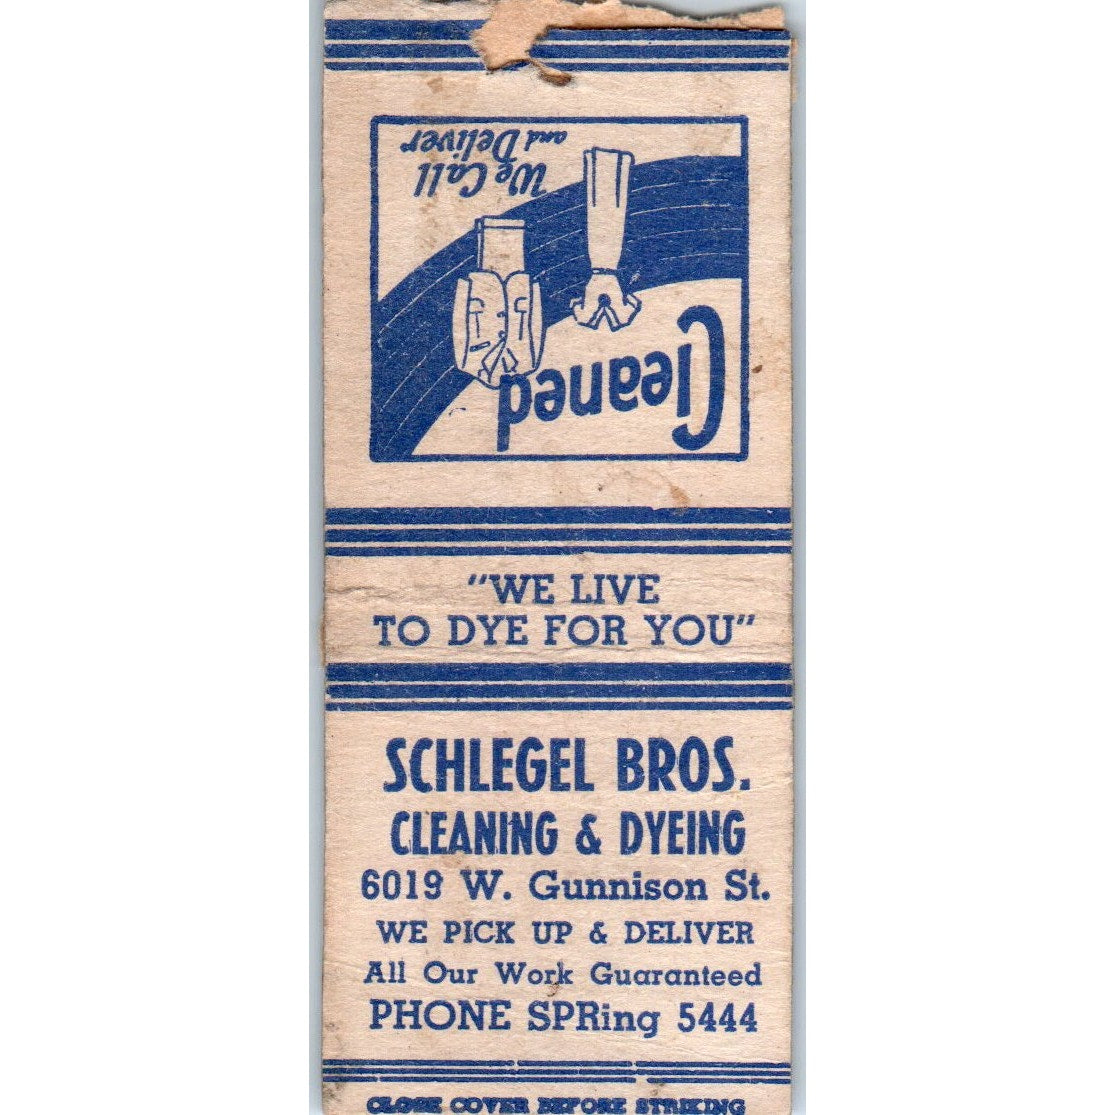 We Call
and Deliver
Cleaned
"WE LIVE
TO DYE FOR YOU"
SCHLEGEL BROS.
CLEANING & DYEING
6019 W. Gunnison St.
WE PICK UP & DELIVER
All Our Work Guaranteed
PHONE SPRing 5444
CLOSE COVER BEFORE STRIKING